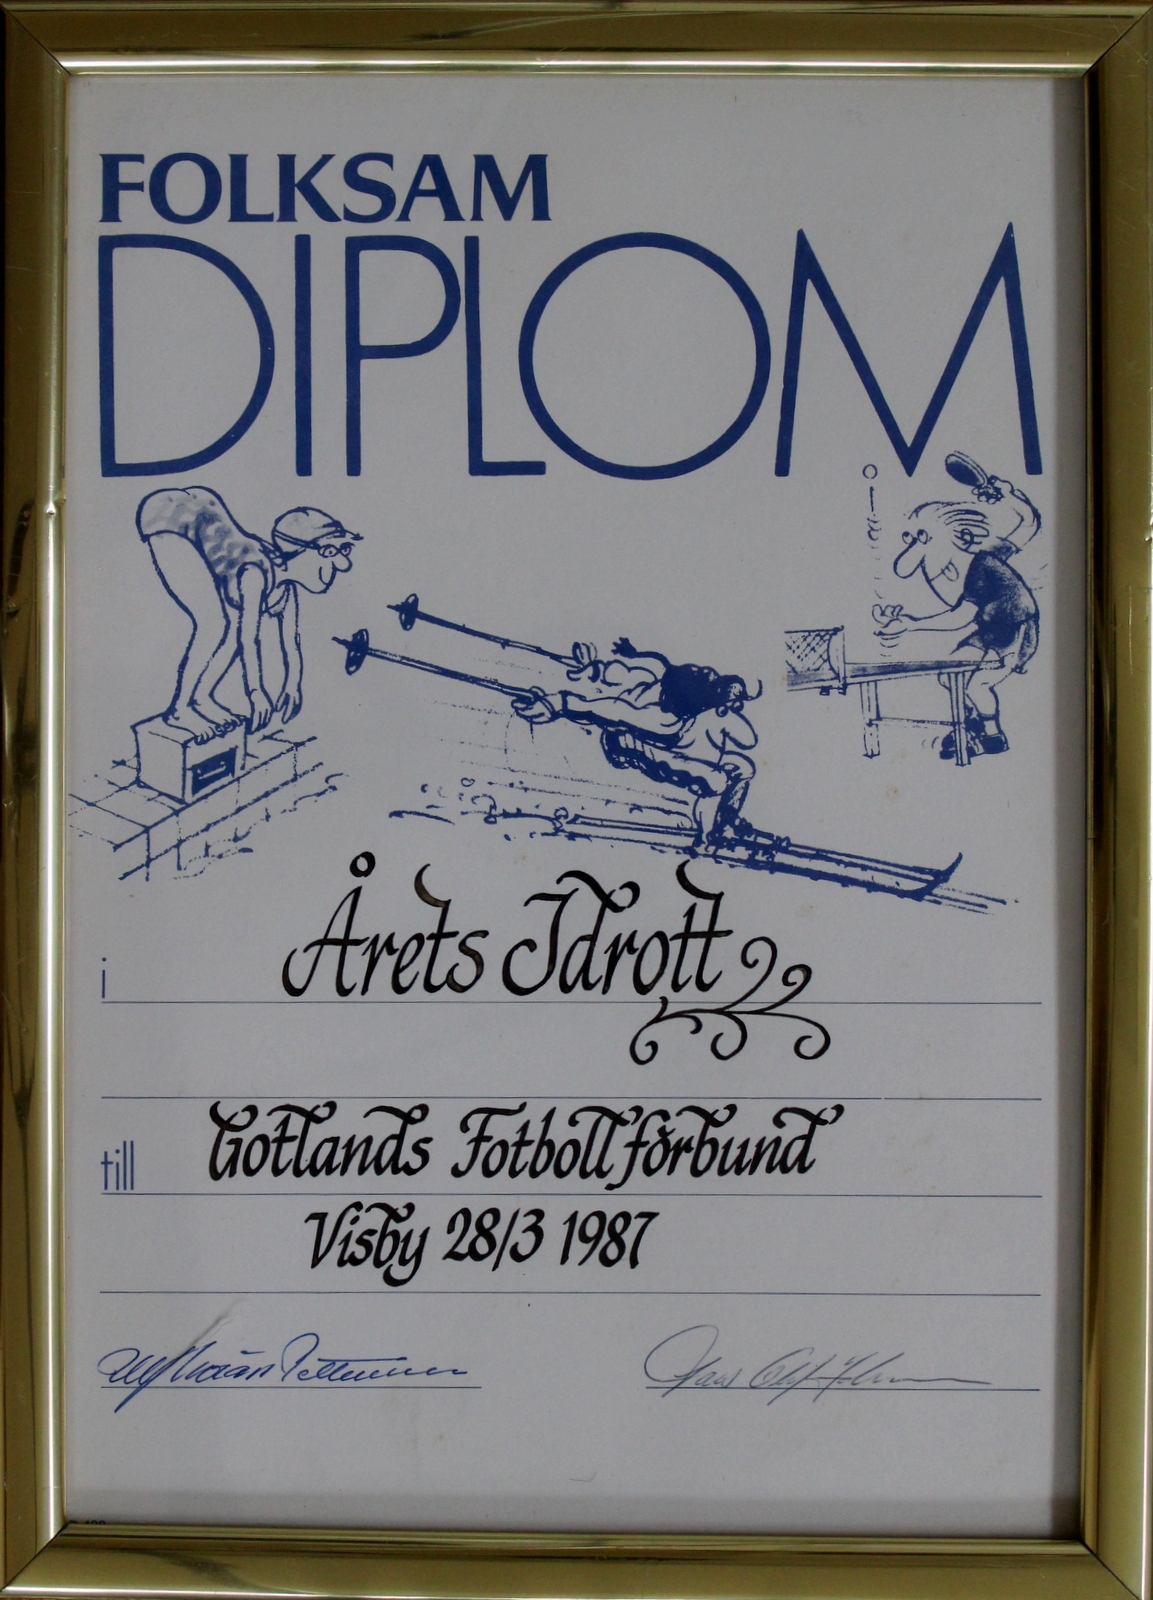 FOLKSAM
DIPLOM
i Årets Idrott
till Gotlands Fotbollförbund
Visby 28/3 1987